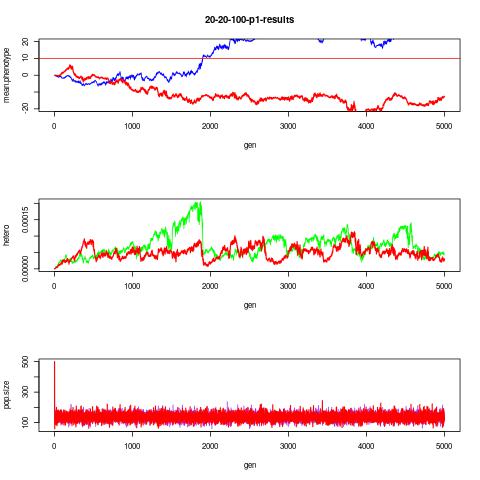 20-20-100-p1-results
mean.phenotype
20
10
0
-20
0 1000 2000 3000 4000 5000
gen
hetero
0.00015
0.00000
0 1000 2000 3000 4000 5000
gen
pop.size
500
300
100
0 1000 2000 3000 4000 5000
gen